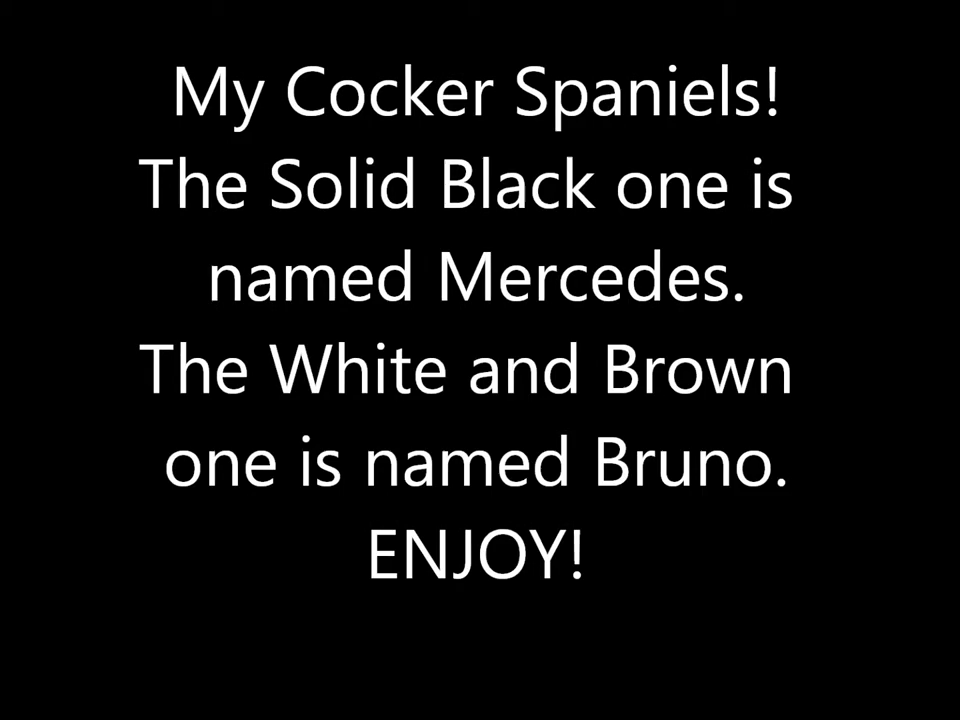 My Cocker Spaniels!
The Solid Black one is
named Mercedes.
The White and Brown
one is named Bruno.
ENJOY!